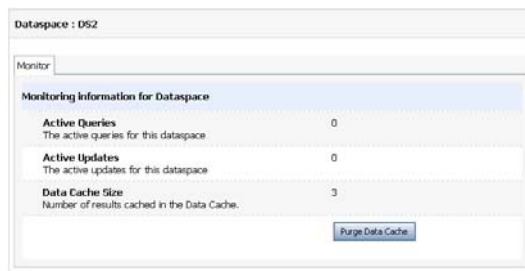 Dataspace : DS2
Monitor
Monitoring information for Dataspace
Active Queries 0
The active queries for this dataspace
Active Updates 0
The active updates for this dataspace
Data Cache Size 3
Number of results cached in the Data Cache.
Purge Data Cache